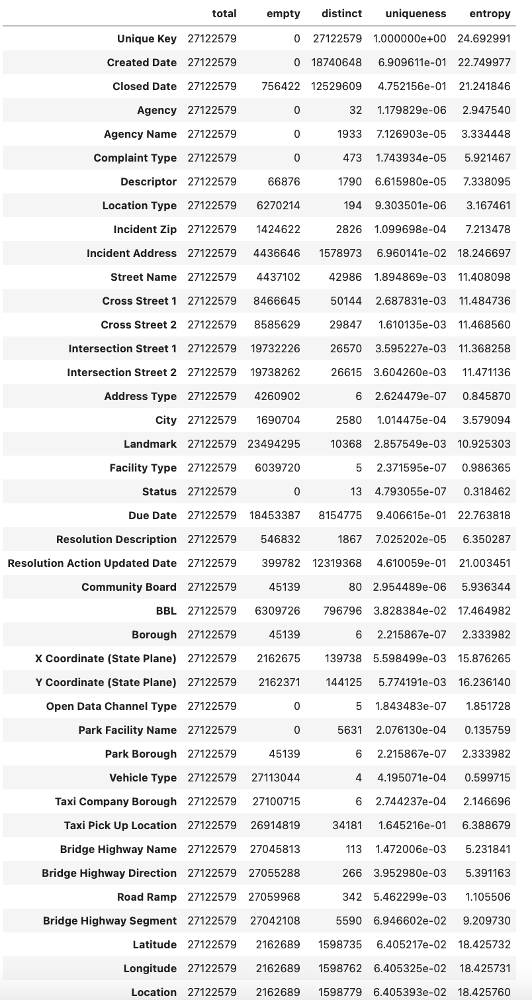 total empty distinct uniqueness entropy
Unique Key 27122579 0 27122579 1.000000e+00 24.692991
Created Date 27122579 0 18740648 6.909611e-01 22.749977
Closed Date 27122579 756422 12529609 4.752156e-01 21.241846
Agency 27122579 0 32 1.179829e-06 2.947540
Agency Name 27122579 0 1933 7.126903e-05 3.334448
Complaint Type 27122579 0 473 1.743934e-05 5.921467
Descriptor 27122579 66876 1790 6.615980e-05 7.338095
Location Type 27122579 6270214 194 9.303501e-06 3.167461
Incident Zip 27122579 1424622 2826 1.099698e-04 7.213478
Incident Address 27122579 4436646 1578973 6.960141e-02 18.246697
Street Name 27122579 4437102 42986 1.894869e-03 11.408098
Cross Street 1 27122579 8466645 50144 2.687831e-03 11.484736
Cross Street 2 27122579 8585629 29847 1.610135e-03 11.468560
Intersection Street 1 27122579 19732226 26570 3.595227e-03 11.368258
Intersection Street 2 27122579 19738262 26615 3.604260e-03 11.471136
Address Type 27122579 4260902 6 2.624479e-07 0.845870
City 27122579 1690704 2580 1.014475e-04 3.579094
Landmark 27122579 23494295 10368 2.857549e-03 10.925303
Facility Type 27122579 6039720 5 2.371595e-07 0.986365
Status 27122579 0 13 4.793055e-07 0.318462
Due Date 27122579 18453387 8154775 9.406615e-01 22.763818
Resolution Description 27122579 546832 1867 7.025202e-05 6.350287
Resolution Action Updated Date 27122579 399782 12319368 4.610059e-01 21.003451
Community Board 27122579 45139 80 2.954489e-06 5.936344
BBL 27122579 6309726 796796 3.828384e-02 17.464982
Borough 27122579 45139 6 2.215867e-07 2.333982
X Coordinate (State Plane) 27122579 2162675 139738 5.598499e-03 15.876265
Y Coordinate (State Plane) 27122579 2162371 144125 5.774191e-03 16.236140
Open Data Channel Type 27122579 0 5 1.843483e-07 1.851728
Park Facility Name 27122579 0 5631 2.076130e-04 0.135759
Park Borough 27122579 45139 6 2.215867e-07 2.333982
Vehicle Type 27122579 27113044 4 4.195071e-04 0.599715
Taxi Company Borough 27122579 27100715 6 2.744237e-04 2.146696
Taxi Pick Up Location 27122579 26914819 34181 1.645216e-01 6.388679
Bridge Highway Name 27122579 27045813 113 1.472006e-03 5.231841
Bridge Highway Direction 27122579 27055288 266 3.952980e-03 5.391163
Road Ramp 27122579 27059968 342 5.462299e-03 1.105506
Bridge Highway Segment 27122579 27042108 5590 6.946602e-02 9.209730
Latitude 27122579 2162689 1598735 6.405217e-02 18.425732
Longitude 27122579 2162689 1598762 6.405325e-02 18.425731
Location 27122579 2162689 1598779 6.405393e-02 18.425760